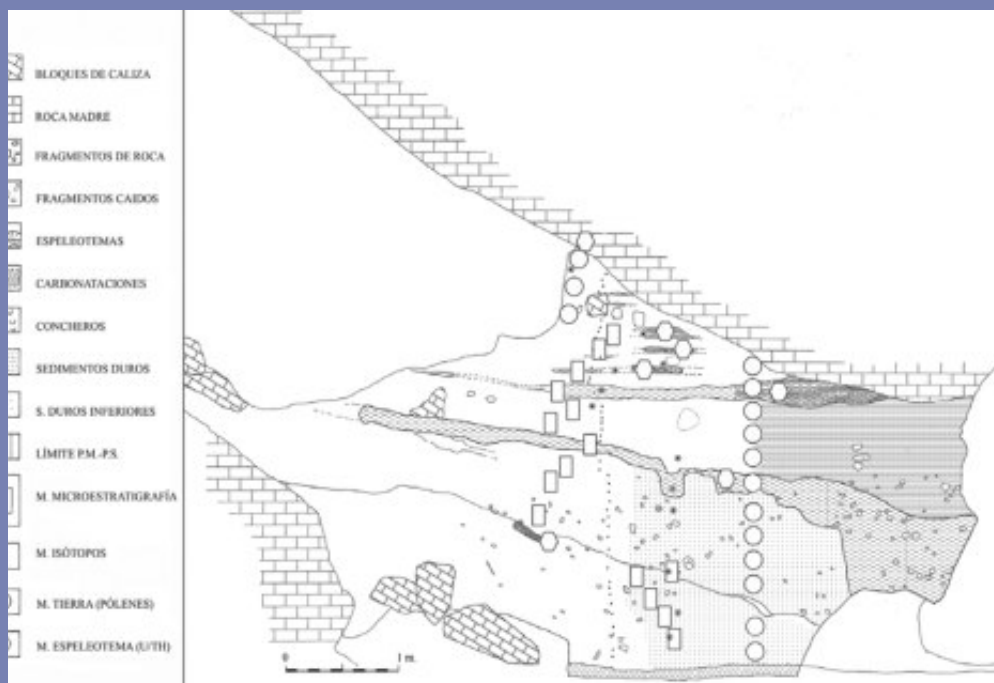 BLOQUES DE CALIZA
ROCA MADRE
FRAGMENTOS DE ROCA
FRAGMENTOS CAIDOS
ESPELEOTEMAS
CARBONATACIONES
CONCHEROS
SEDIMENTOS DUROS
S. DUROS INFERIORES
LÍMITE P.M.-P.S.
M. MICROESTRATIGRAFÍA
M. ISÓTOPOS
M. TIERRA (PÓLENES)
M. ESPELEOTEMA (U/TH)
0 1 m.